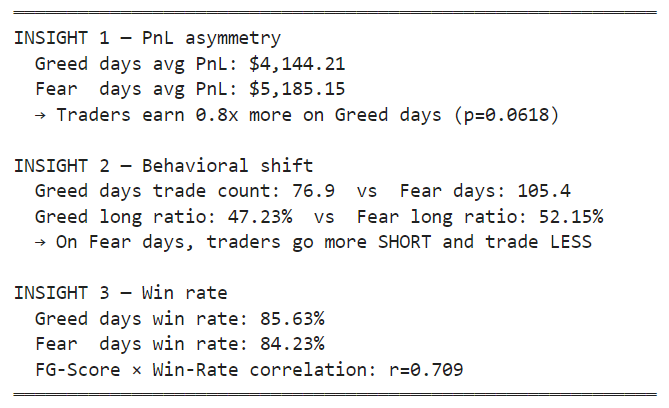 INSIGHT 1 — PnL asymmetry
Greed days avg PnL: $4,144.21
Fear  days avg PnL: $5,185.15
→ Traders earn 0.8x more on Greed days (p=0.0618)
INSIGHT 2 — Behavioral shift
Greed days trade count: 76.9  vs  Fear days: 105.4
Greed long ratio: 47.23%  vs  Fear long ratio: 52.15%
→ On Fear days, traders go more SHORT and trade LESS
INSIGHT 3 — Win rate
Greed days win rate: 85.63%
Fear  days win rate: 84.23%
FG-Score × Win-Rate correlation: r=0.709